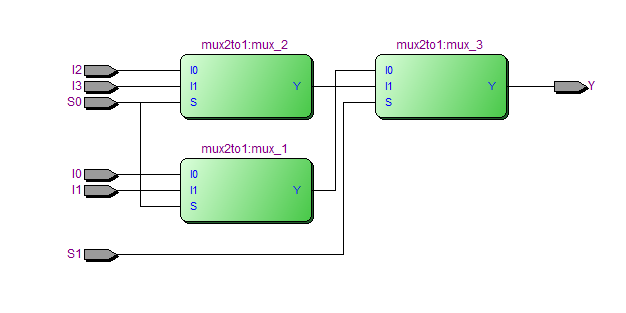 mux2to1:mux_2
mux2to1:mux_3
I2
I3
S0
I0
I1
S
Y
I0
I1
S
Y
Y
mux2to1:mux_1
I0
I1
I0
I1
S
Y
S1